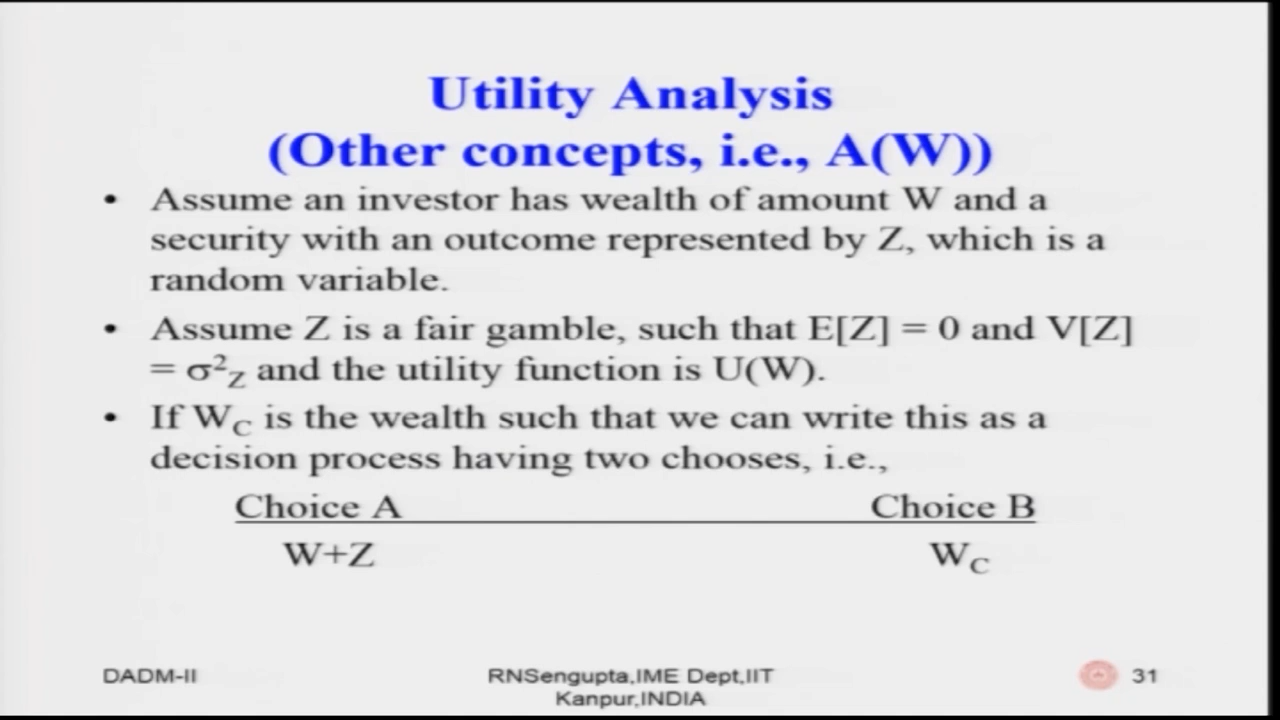 Utility Analysis
(Other concepts, i.e., A(W))
• Assume an investor has wealth of amount W and a
security with an outcome represented by Z, which is a
random variable.
• Assume Z is a fair gamble, such that E[Z] = 0 and V[Z]
= σ²_Z and the utility function is U(W).
• If W_C is the wealth such that we can write this as a
decision process having two chooses, i.e.,
Choice A Choice B
W+Z W_C
DADM-II RNSengupta,IME Dept,IIT 31
Kanpur,INDIA